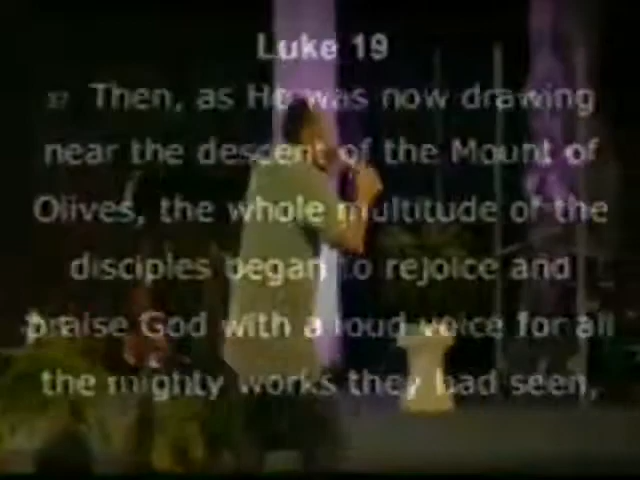 Luke 19
37 Then, as He was now drawing
near the descent of the Mount of
Olives, the whole multitude of the
disciples began to rejoice and
praise God with a loud voice for all
the mighty works they had seen,